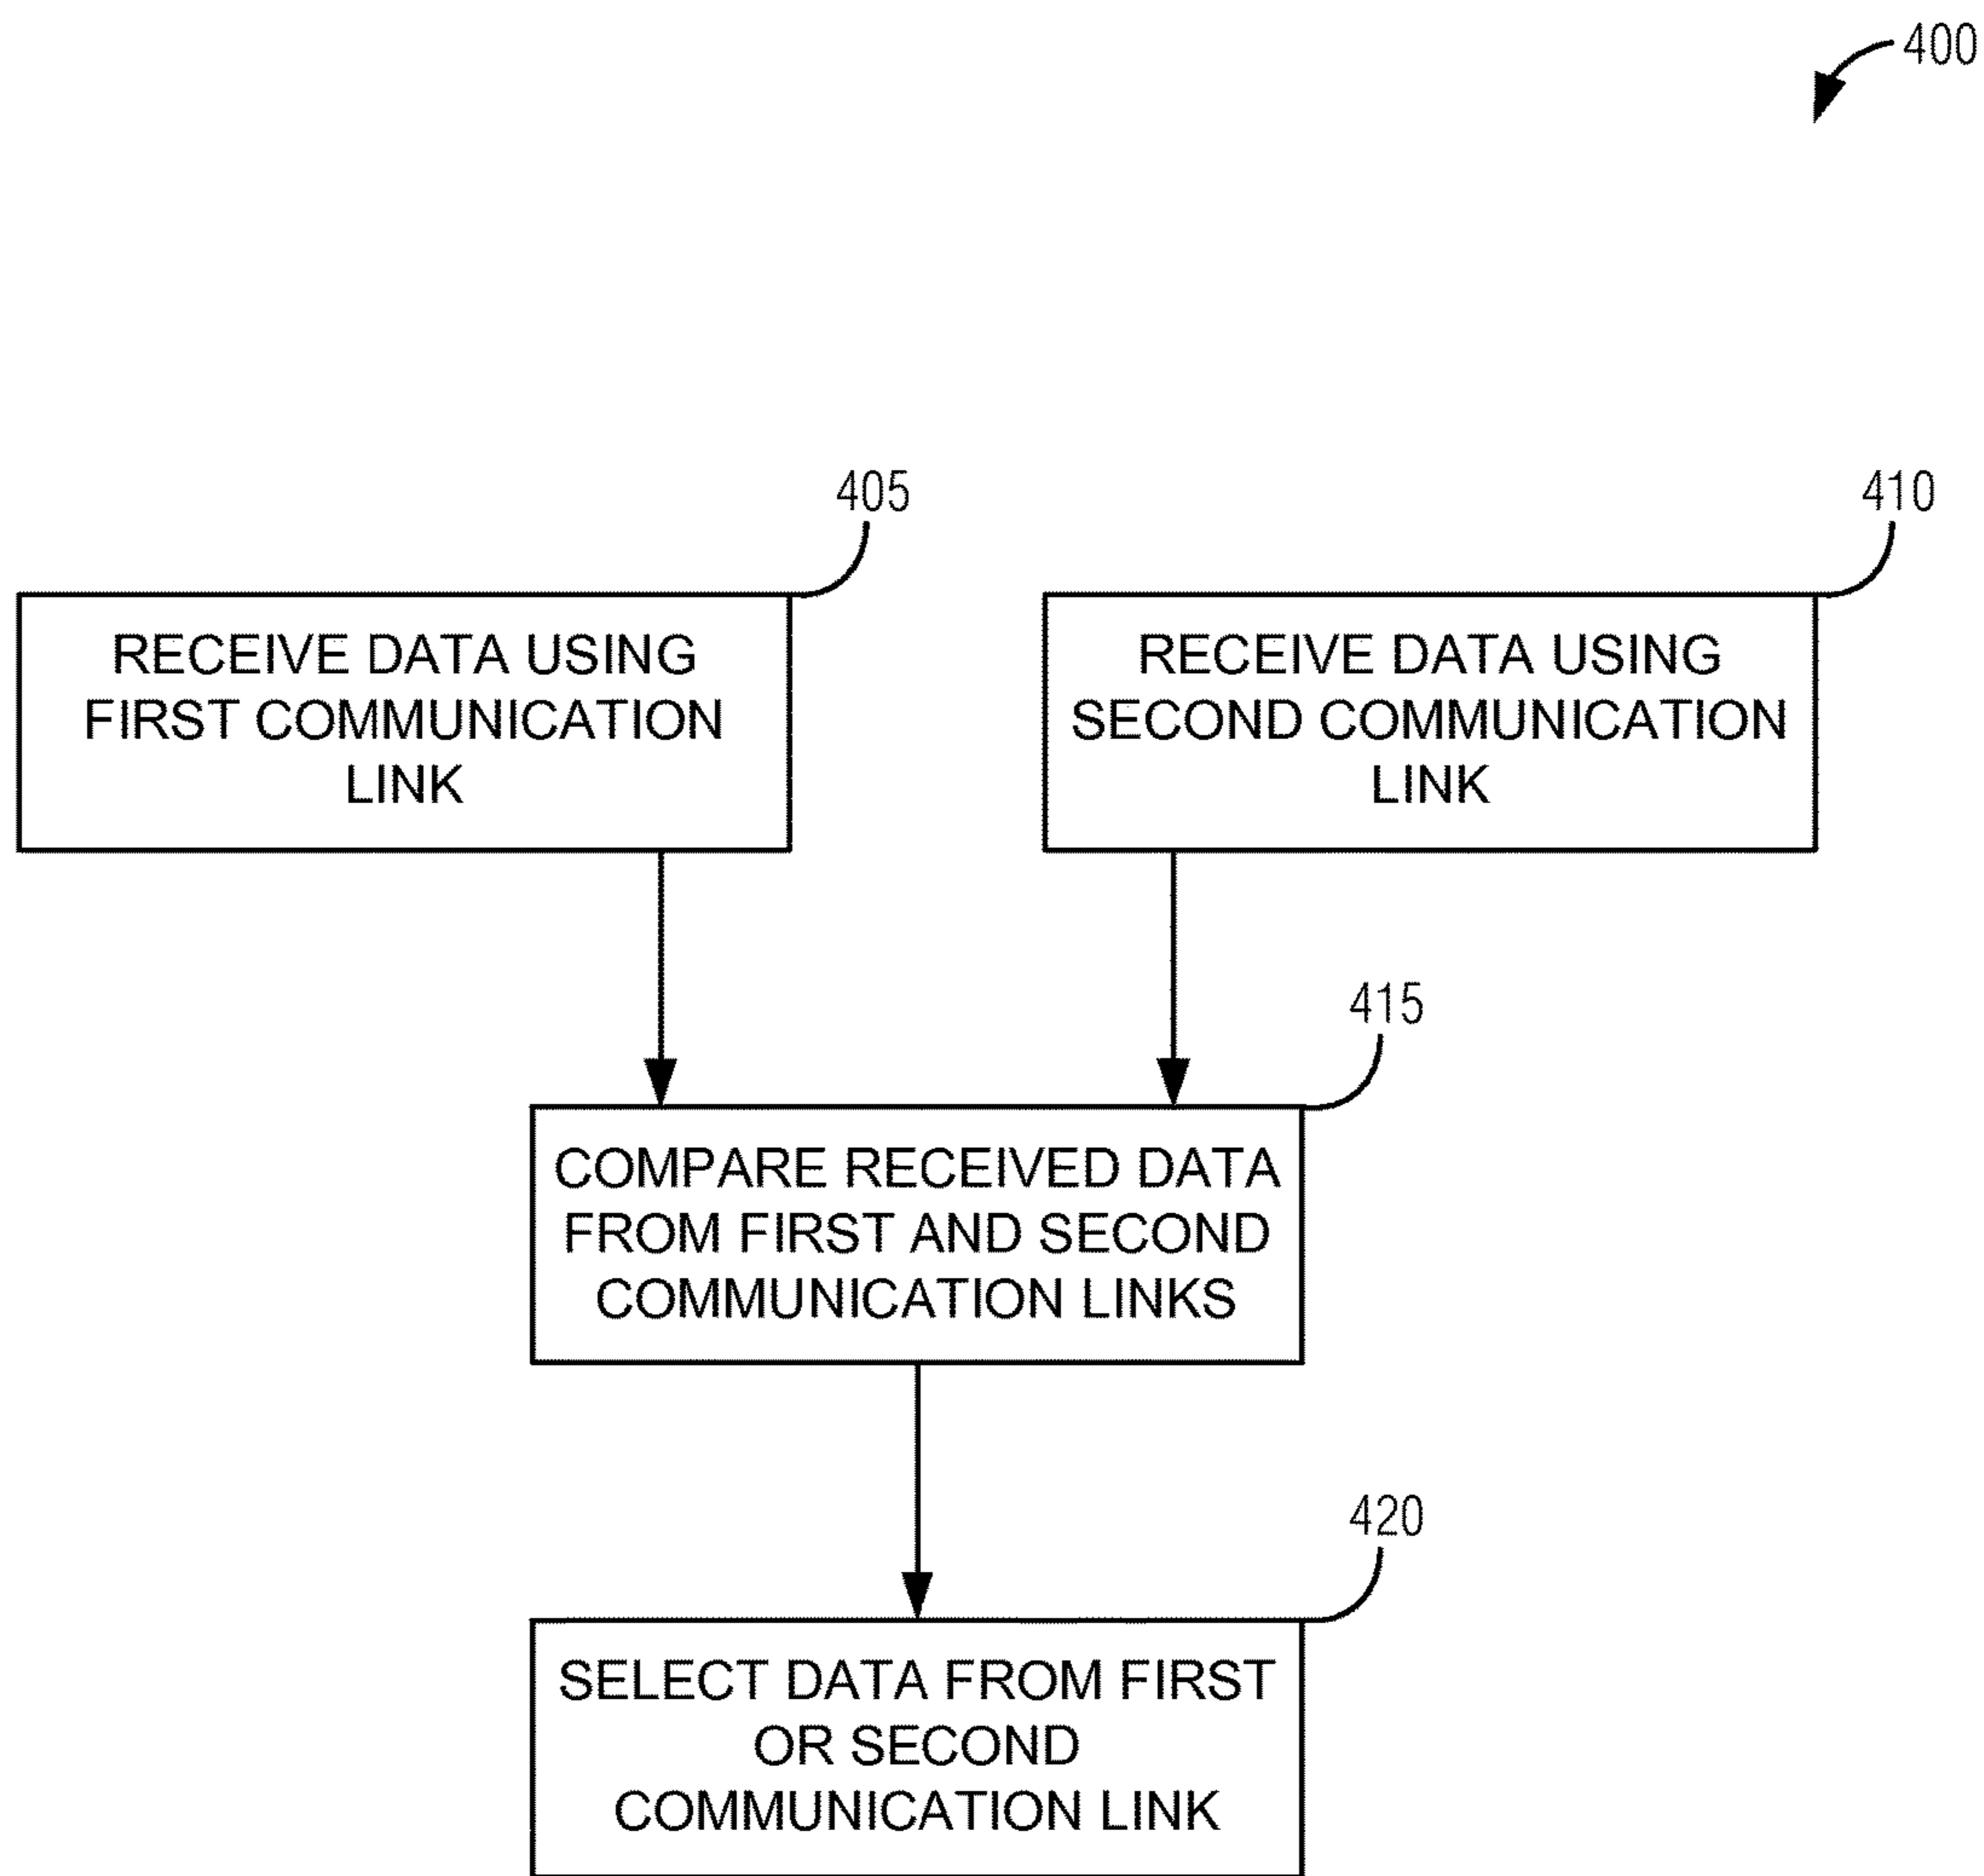 400
405
410
RECEIVE DATA USING
FIRST COMMUNICATION
LINK
RECEIVE DATA USING
SECOND COMMUNICATION
LINK
415
COMPARE RECEIVED DATA
FROM FIRST AND SECOND
COMMUNICATION LINKS
420
SELECT DATA FROM FIRST
OR SECOND
COMMUNICATION LINK